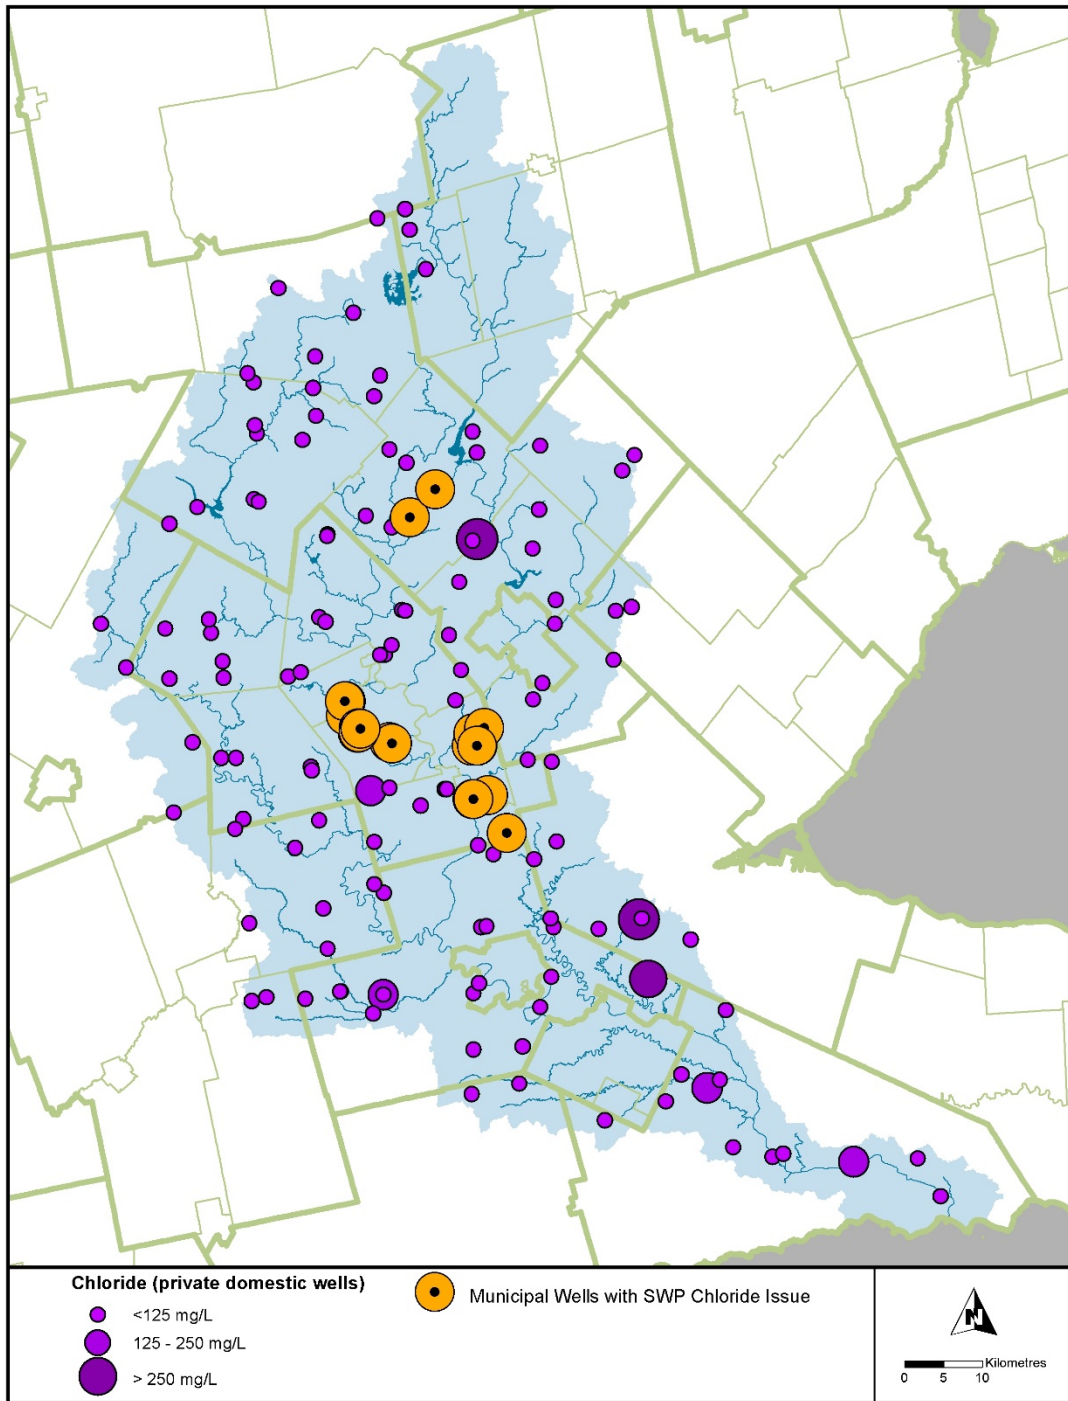 Chloride (private domestic wells)
<125 mg/L
125 - 250 mg/L
> 250 mg/L
Municipal Wells with SWP Chloride Issue
N
Kilometres
0 5 10